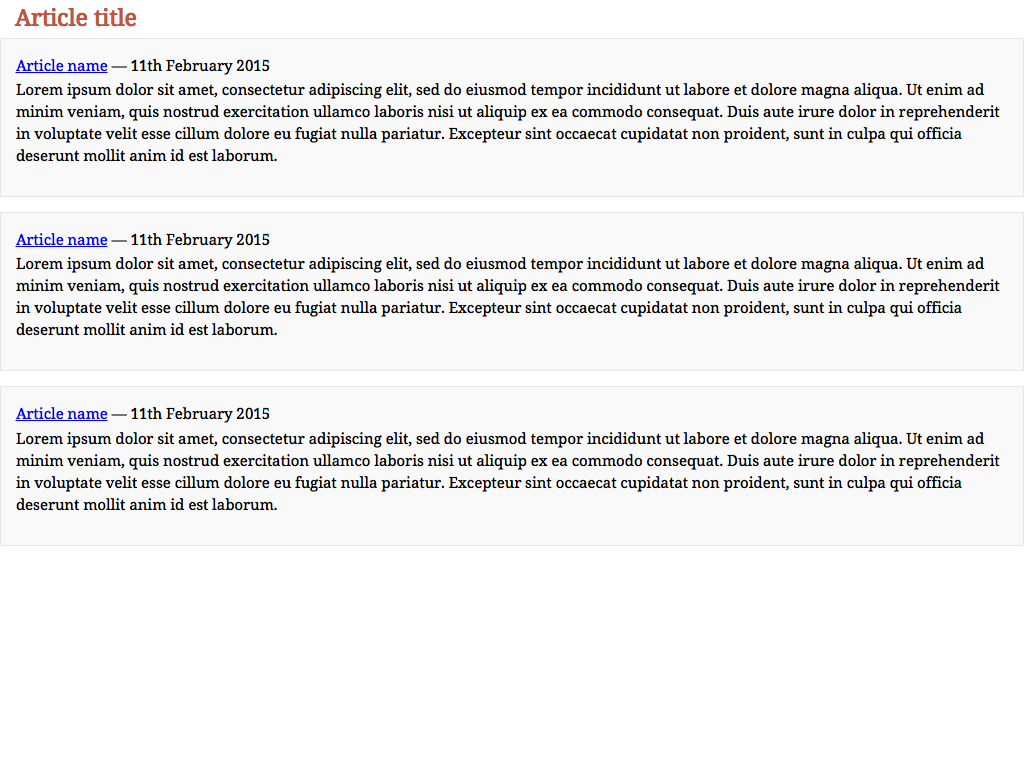 Article title
Article name — 11th February 2015
Lorem ipsum dolor sit amet, consectetur adipiscing elit, sed do eiusmod tempor incididunt ut labore et dolore magna aliqua. Ut enim ad
minim veniam, quis nostrud exercitation ullamco laboris nisi ut aliquip ex ea commodo consequat. Duis aute irure dolor in reprehenderit
in voluptate velit esse cillum dolore eu fugiat nulla pariatur. Excepteur sint occaecat cupidatat non proident, sunt in culpa qui officia
deserunt mollit anim id est laborum.
Article name — 11th February 2015
Lorem ipsum dolor sit amet, consectetur adipiscing elit, sed do eiusmod tempor incididunt ut labore et dolore magna aliqua. Ut enim ad
minim veniam, quis nostrud exercitation ullamco laboris nisi ut aliquip ex ea commodo consequat. Duis aute irure dolor in reprehenderit
in voluptate velit esse cillum dolore eu fugiat nulla pariatur. Excepteur sint occaecat cupidatat non proident, sunt in culpa qui officia
deserunt mollit anim id est laborum.
Article name — 11th February 2015
Lorem ipsum dolor sit amet, consectetur adipiscing elit, sed do eiusmod tempor incididunt ut labore et dolore magna aliqua. Ut enim ad
minim veniam, quis nostrud exercitation ullamco laboris nisi ut aliquip ex ea commodo consequat. Duis aute irure dolor in reprehenderit
in voluptate velit esse cillum dolore eu fugiat nulla pariatur. Excepteur sint occaecat cupidatat non proident, sunt in culpa qui officia
deserunt mollit anim id est laborum.